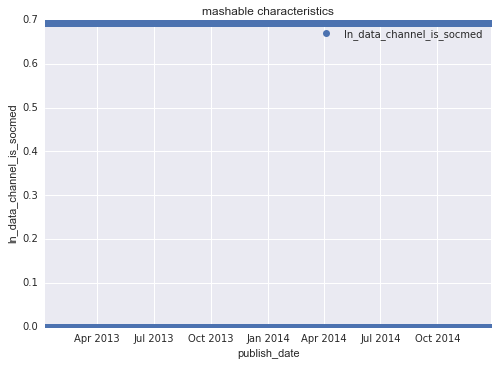 mashable characteristics
ln_data_channel_is_socmed
0.7
0.6
0.5
0.4
0.3
0.2
0.1
0.0
ln_data_channel_is_socmed
Apr 2013 Jul 2013 Oct 2013 Jan 2014 Apr 2014 Jul 2014 Oct 2014
publish_date